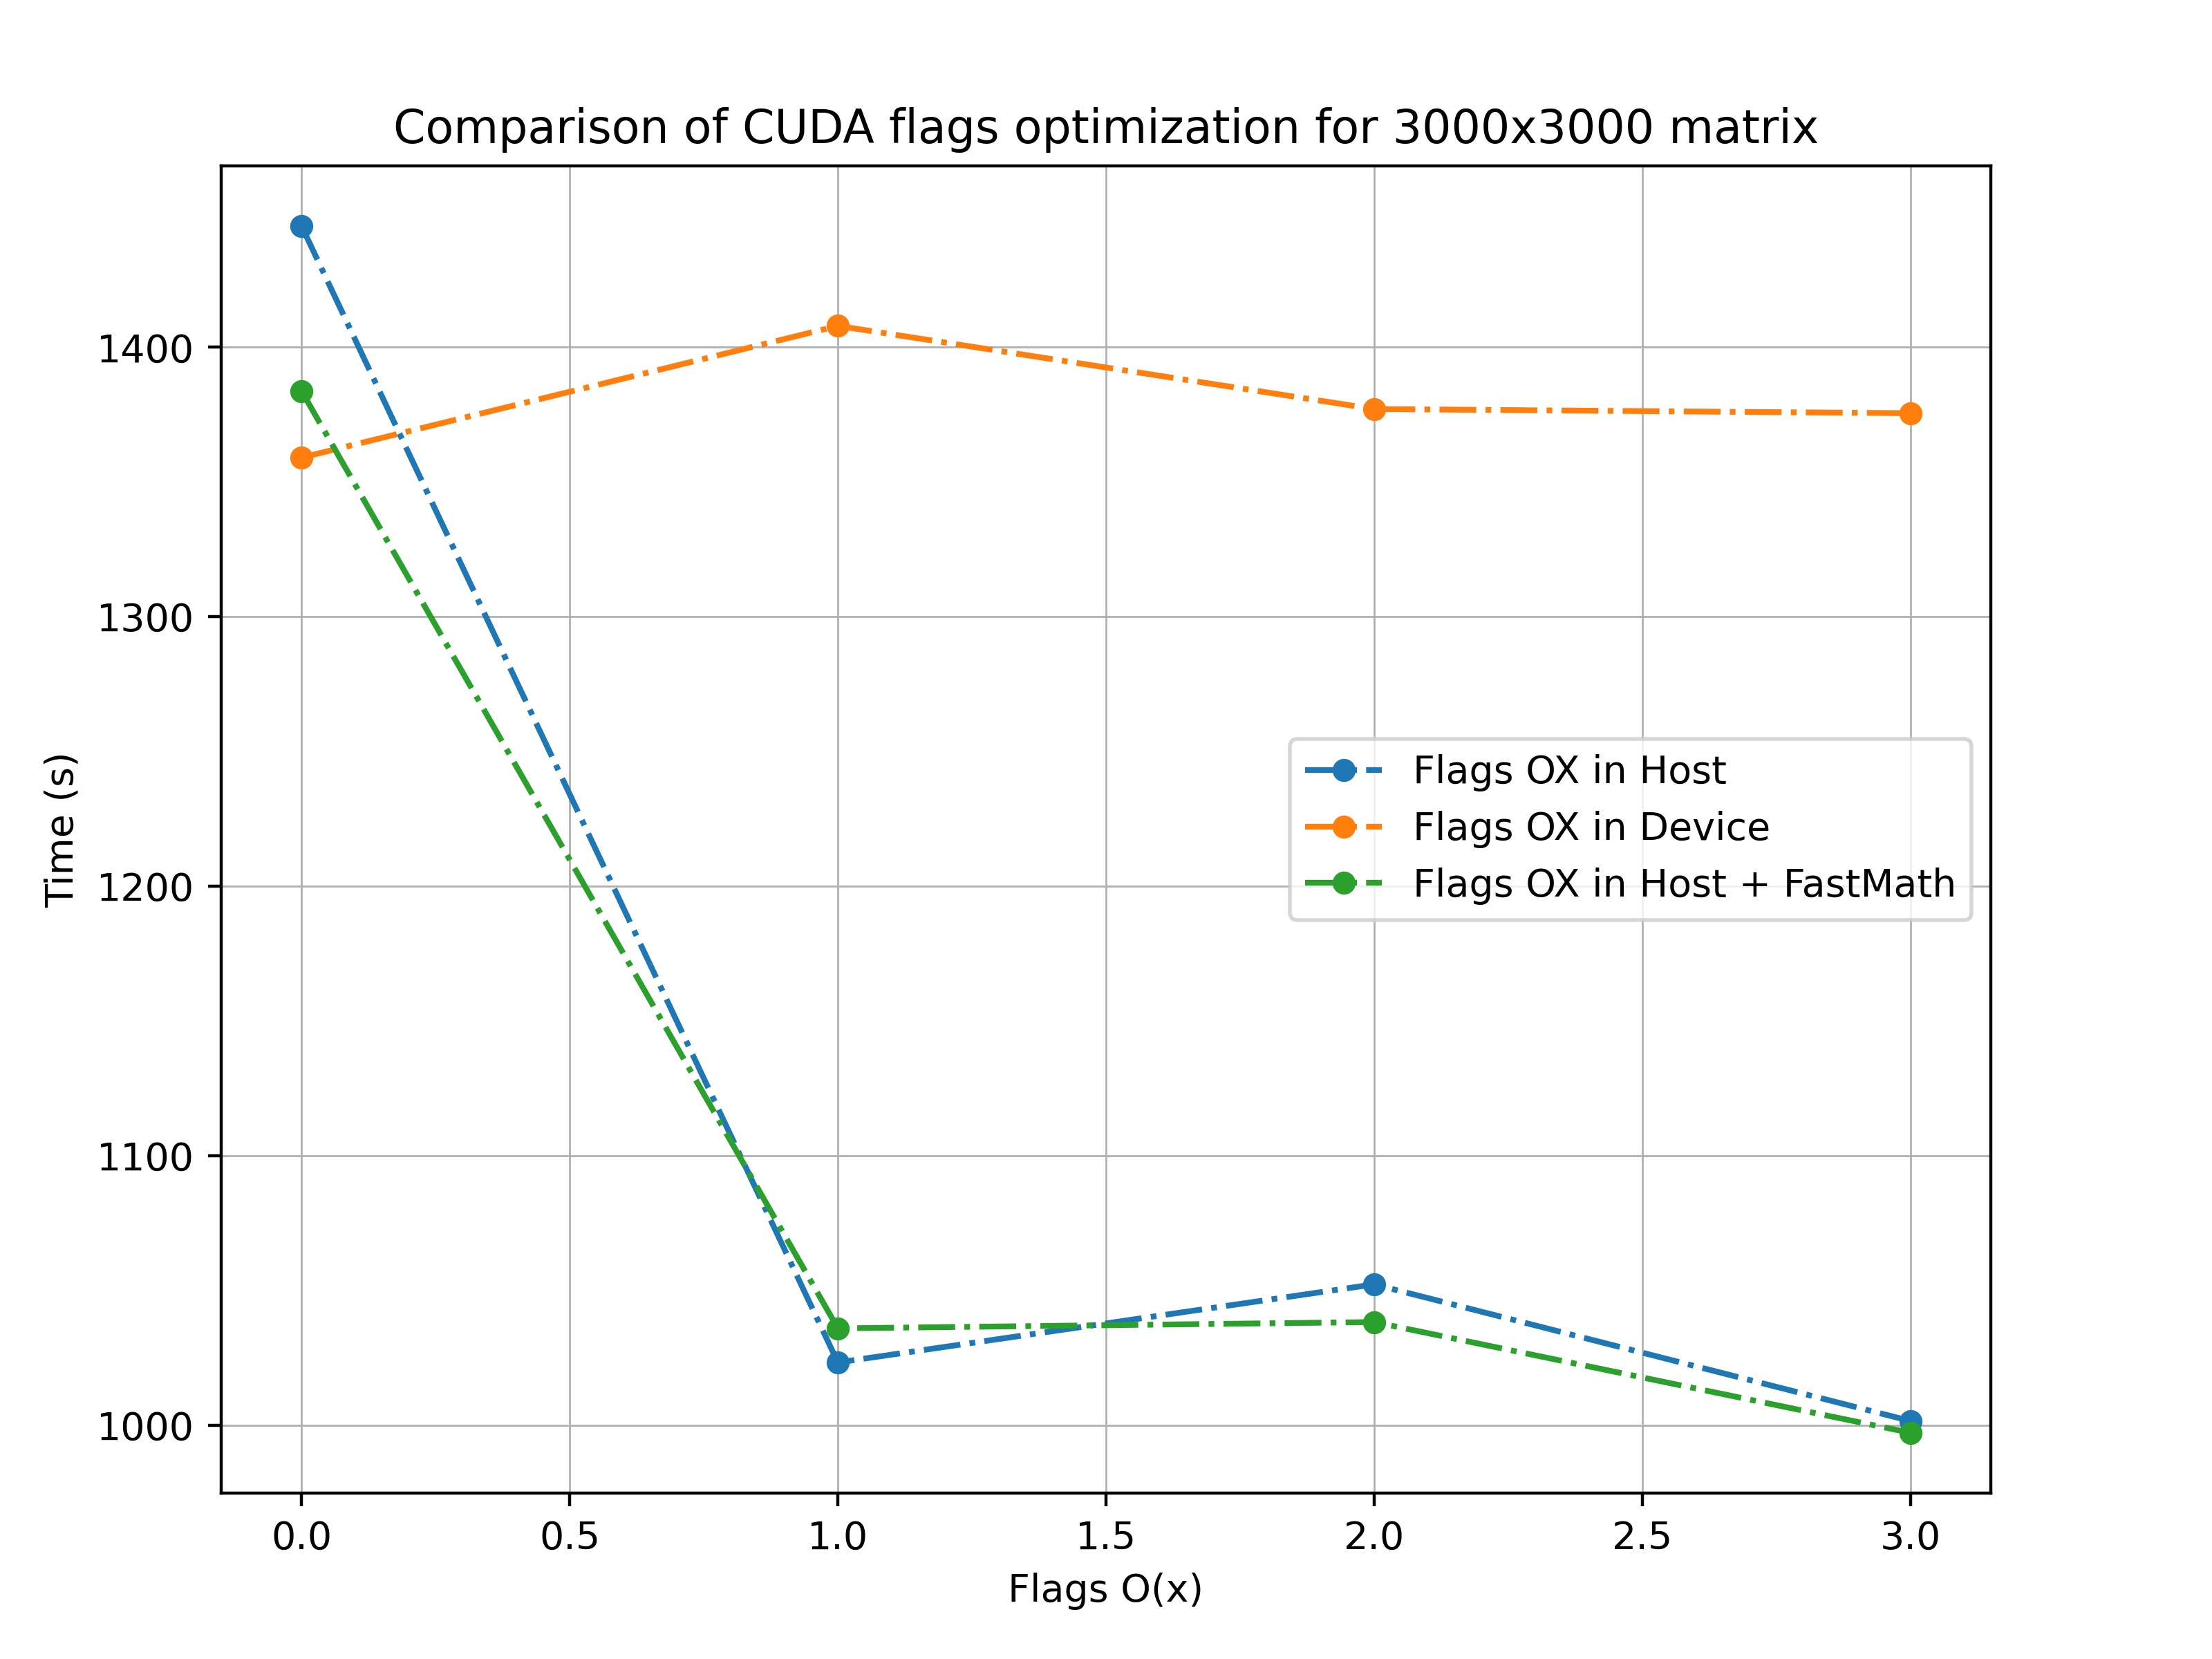 Comparison of CUDA flags optimization for 3000x3000 matrix
1400
1300
1200
1100
1000
Time (s)
Flags OX in Host
Flags OX in Device
Flags OX in Host + FastMath
0.0 0.5 1.0 1.5 2.0 2.5 3.0
Flags O(x)